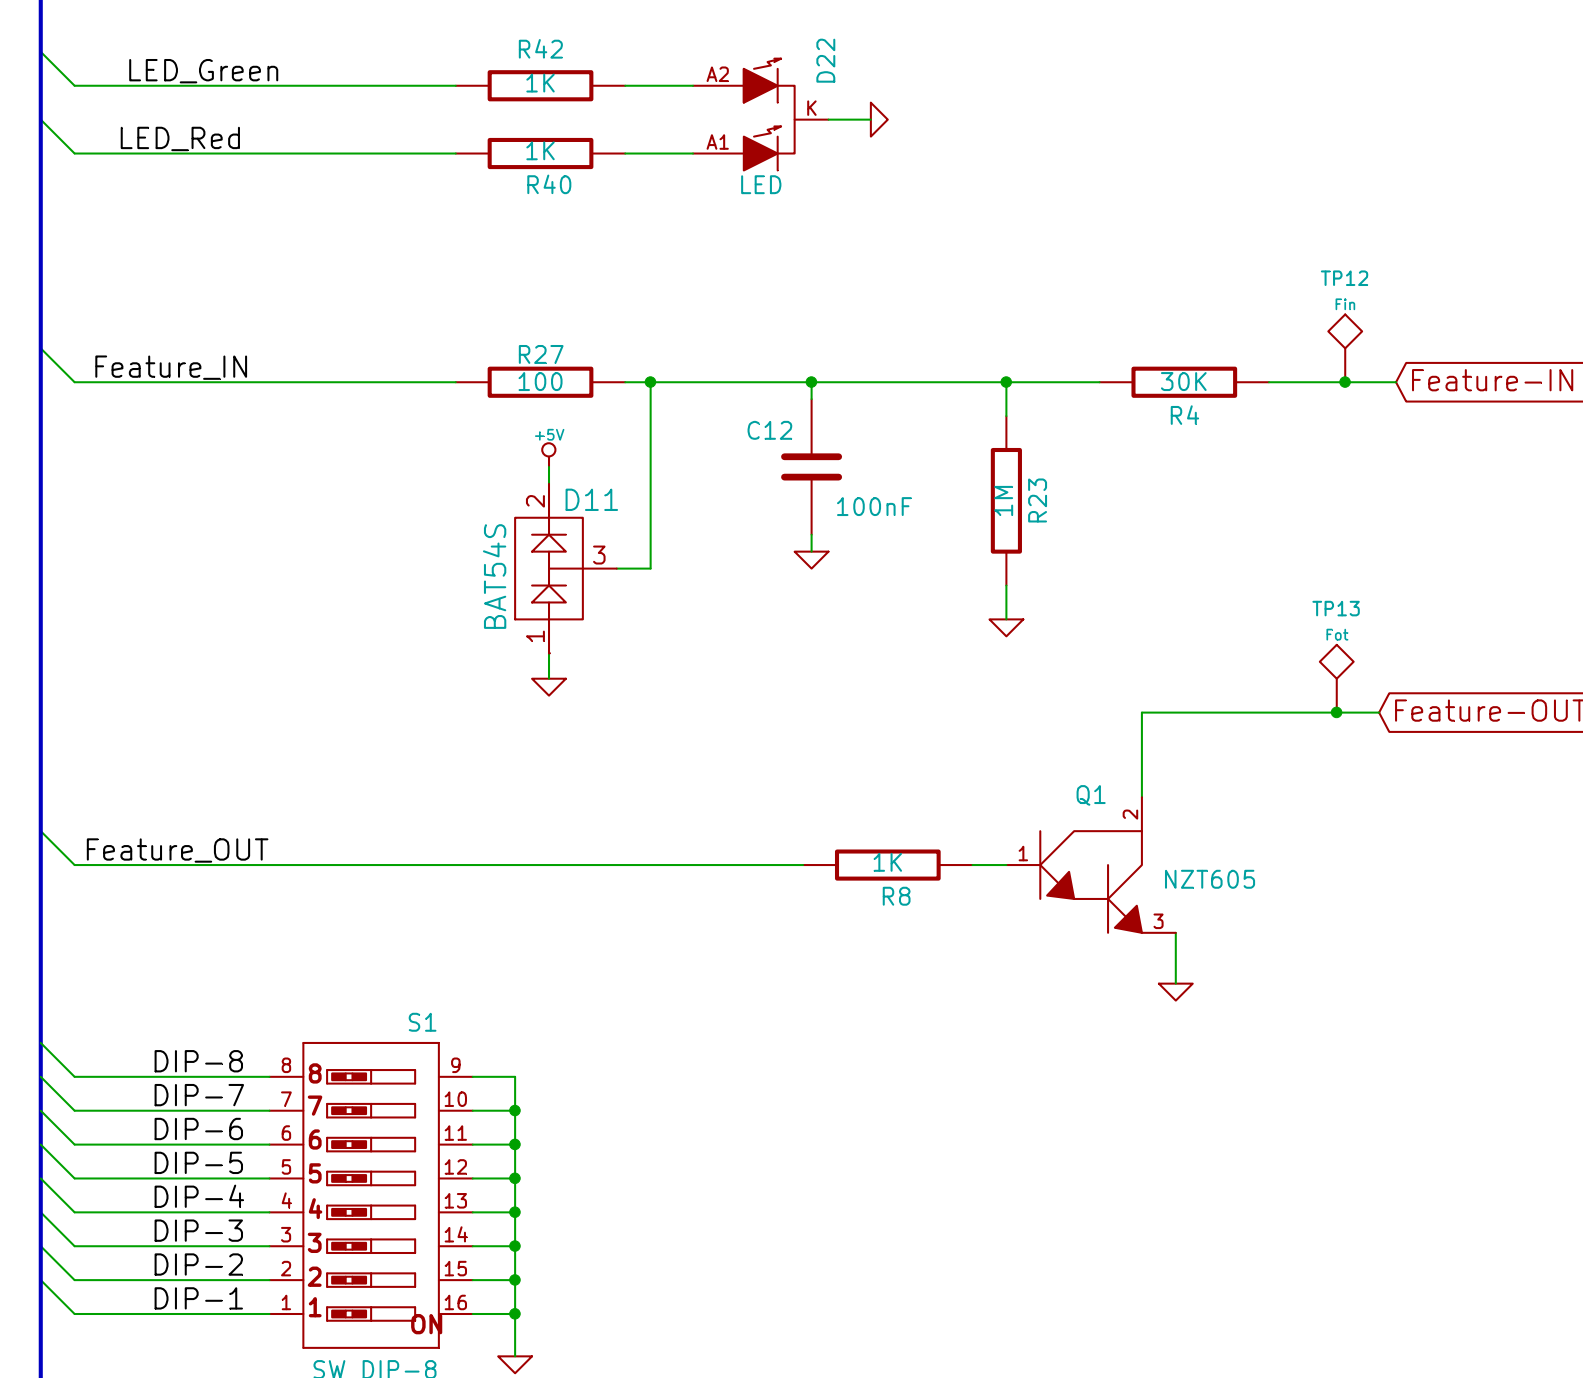 R42
D22
LED_Green
1K
A2
K
LED_Red
1K
A1
R40
LED
TP12
Fin
Feature_IN
R27
100
30K
Feature-IN
R4
+5V
C12
2
D11
100nF
1M
R23
BAT54S
3
1
TP13
Fot
Feature-OUT
Q1
2
Feature_OUT
1K
1
R8
NZT605
3
S1
DIP-8 8 8 9
DIP-7 7 7 10
DIP-6 6 6 11
DIP-5 5 5 12
DIP-4 4 4 13
DIP-3 3 3 14
DIP-2 2 2 15
DIP-1 1 1 16
ON
SW DIP-8